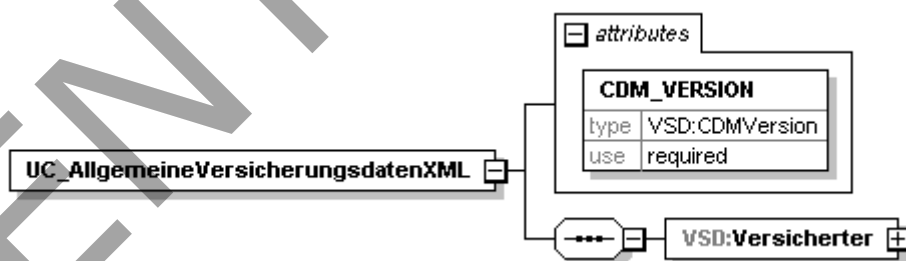 attributes
CDM_VERSION
type VSD:CDMVersion
use required
UC_AllgemeineVersicherungsdatenXML
VSD:Versicherter